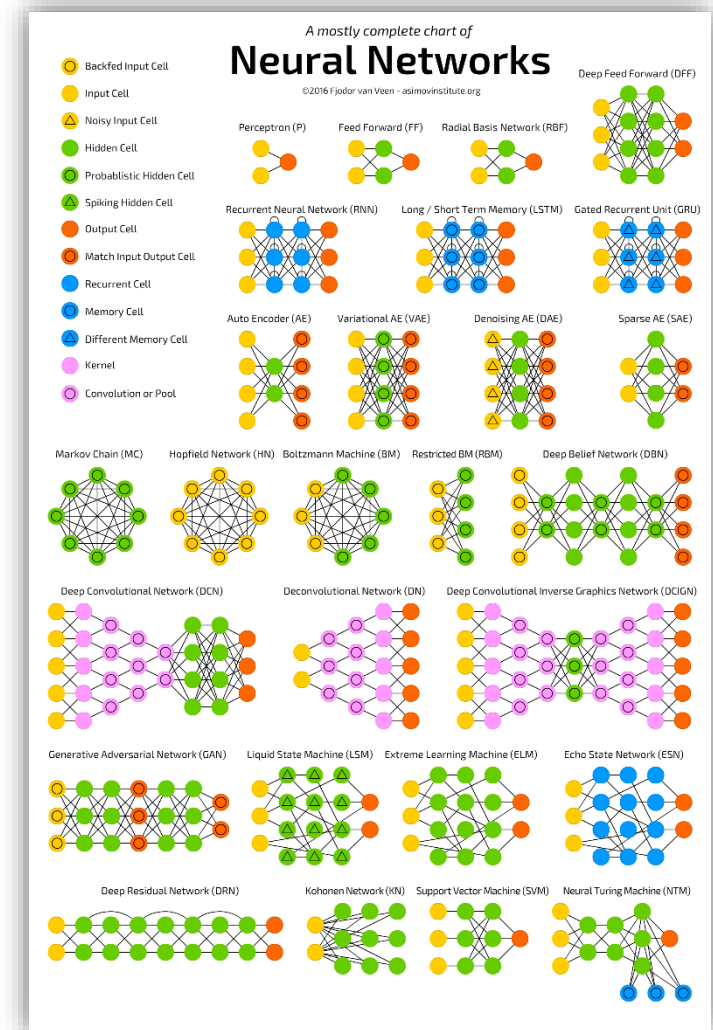 A mostly complete chart of
Neural Networks
©2016 Fjodor van Veen - asimovinstitute.org
Backfed Input Cell
Input Cell
Noisy Input Cell
Hidden Cell
Probablistic Hidden Cell
Spiking Hidden Cell
Output Cell
Match Input Output Cell
Recurrent Cell
Memory Cell
Different Memory Cell
Kernel
Convolution or Pool
Deep Feed Forward (DFF)
Perceptron (P) Feed Forward (FF) Radial Basis Network (RBF)
Recurrent Neural Network (RNN) Long / Short Term Memory (LSTM) Gated Recurrent Unit (GRU)
Auto Encoder (AE) Variational AE (VAE) Denoising AE (DAE) Sparse AE (SAE)
Markov Chain (MC) Hopfield Network (HN) Boltzmann Machine (BM) Restricted BM (RBM) Deep Belief Network (DBN)
Deep Convolutional Network (DCN) Deconvolutional Network (DN) Deep Convolutional Inverse Graphics Network (DCIGN)
Generative Adversarial Network (GAN) Liquid State Machine (LSM) Extreme Learning Machine (ELM) Echo State Network (ESN)
Deep Residual Network (DRN) Kohonen Network (KN) Support Vector Machine (SVM) Neural Turing Machine (NTM)